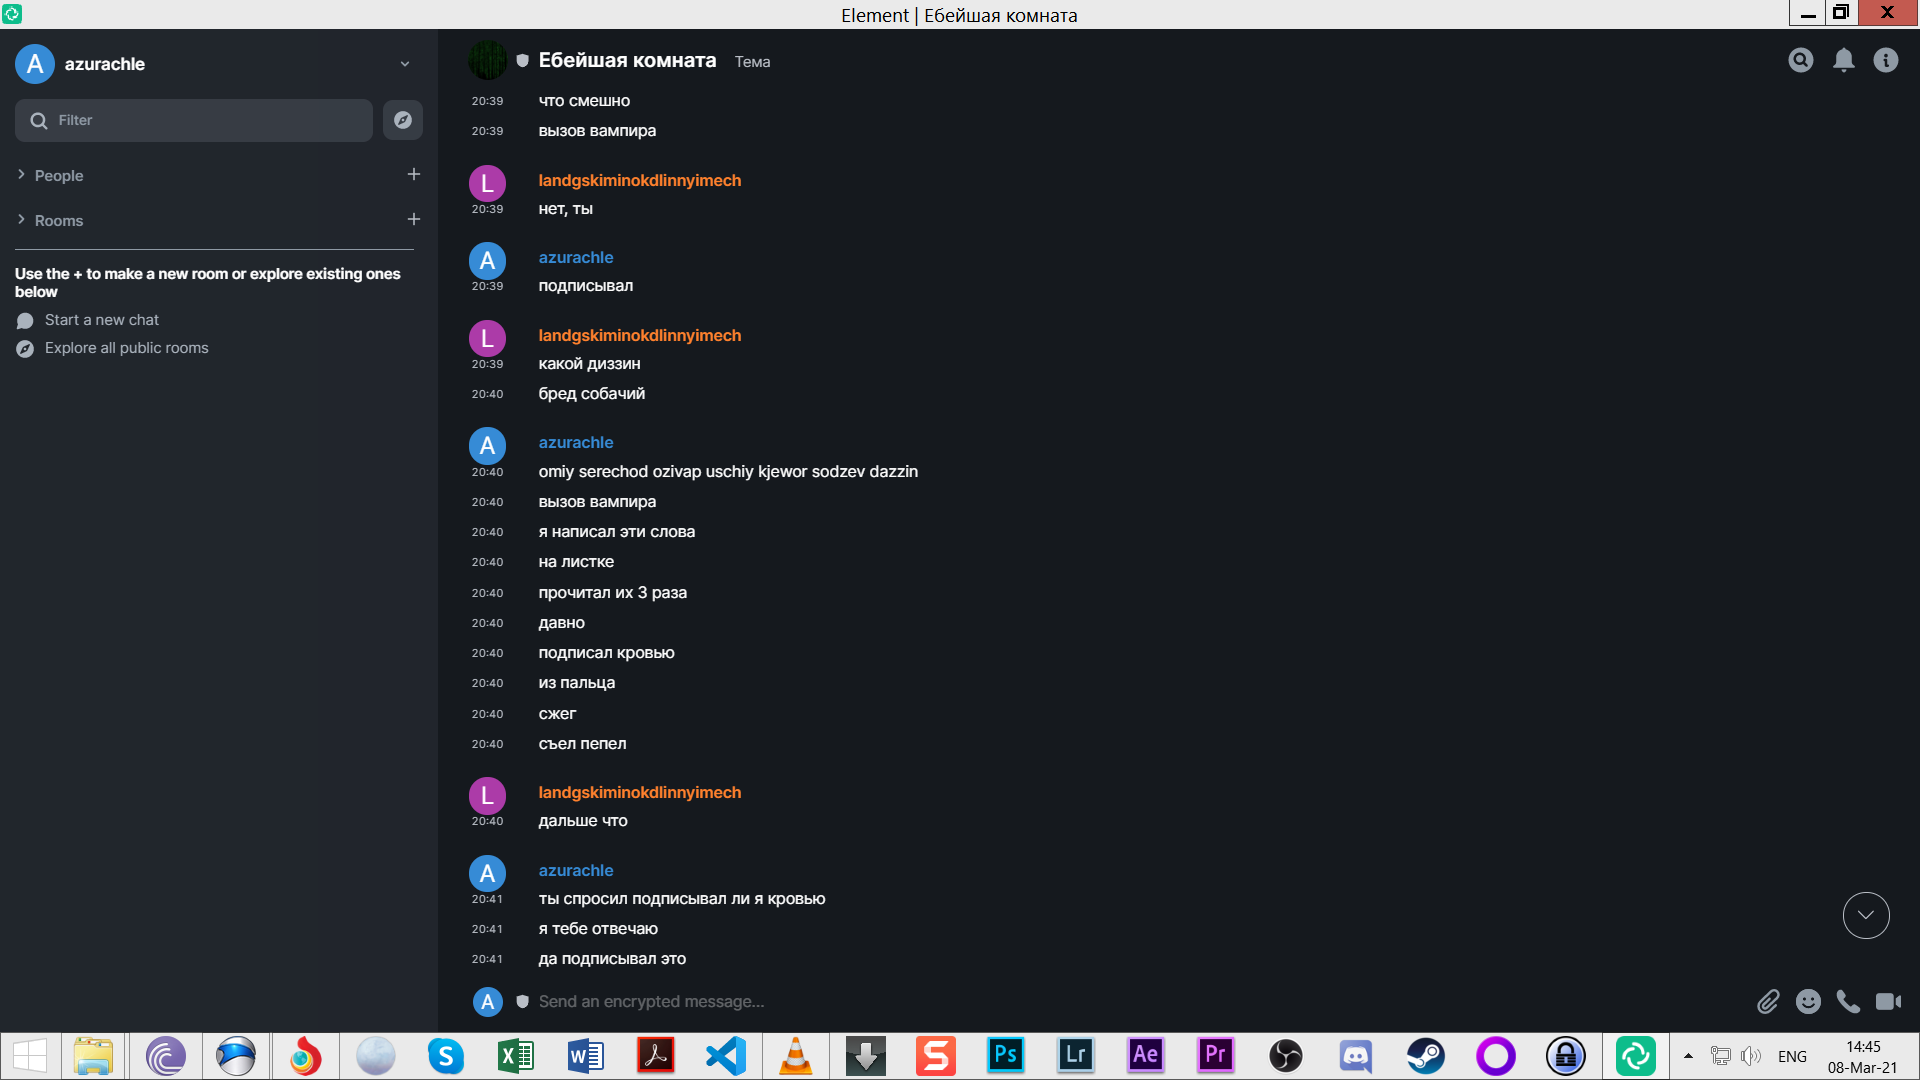 Element | Ебейшая комната
A azurachle
Filter
People
Rooms
Use the + to make a new room or explore existing ones
below
Start a new chat
Explore all public rooms
Ебейшая комната Тема
20:39 что смешно
20:39 вызов вампира
L landgskiminokdlinnyimech
20:39 нет, ты
A azurachle
20:39 подписывал
L landgskiminokdlinnyimech
20:39 какой диззин
20:40 бред собачий
A azurachle
20:40 omiy serechod ozivap uschiy kjewor sodzev dazzin
20:40 вызов вампира
20:40 я написал эти слова
20:40 на листке
20:40 прочитал их 3 раза
20:40 давно
20:40 подписал кровью
20:40 из пальца
20:40 сжег
20:40 съел пепел
L landgskiminokdlinnyimech
20:40 дальше что
A azurachle
20:41 ты спросил подписывал ли я кровью
20:41 я тебе отвечаю
20:41 да подписывал это
A Send an encrypted message...
Ps Lr Ae Pr
ENG
14:45
08-Mar-21